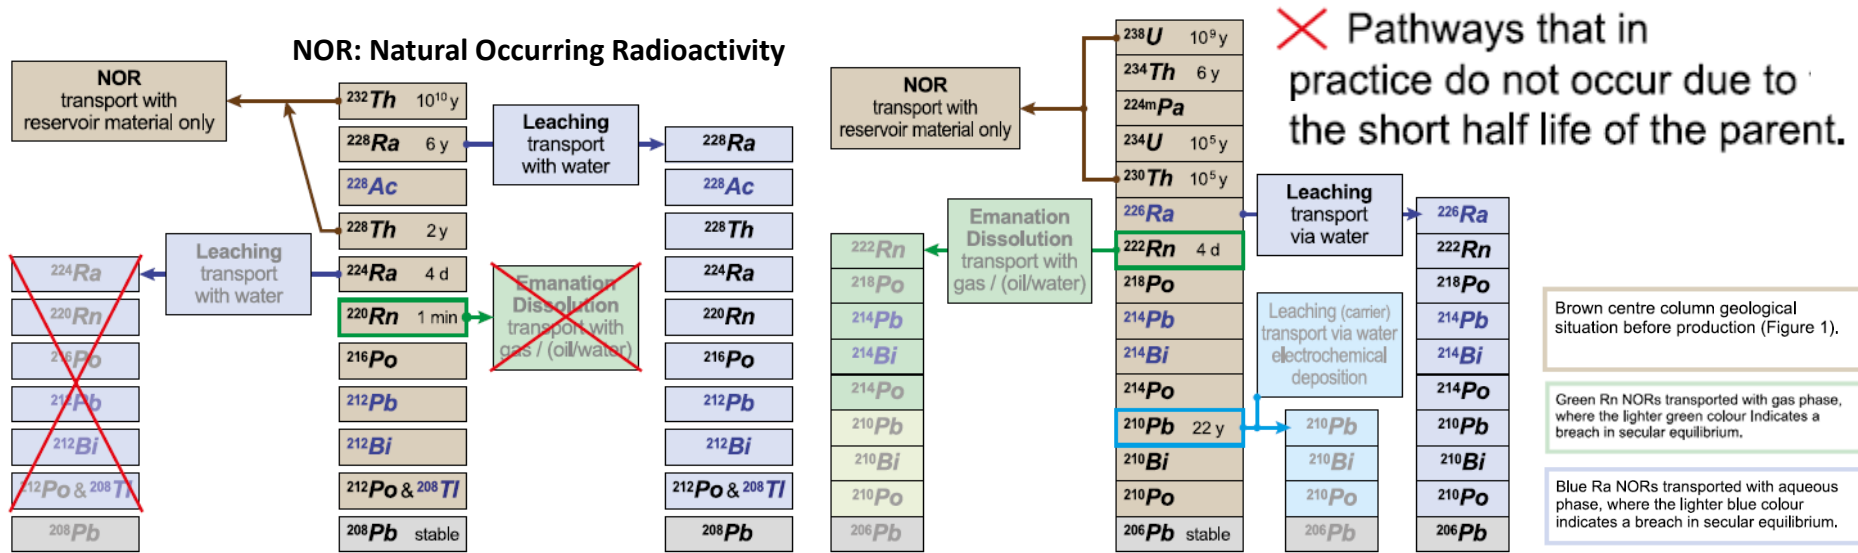 NOR: Natural Occurring Radioactivity
NOR
transport with
reservoir material only
²³²Th 10¹⁰ y
²²⁸Ra 6 y
²²⁸Ac
²²⁸Th 2 y
²²⁴Ra 4 d
²²⁰Rn 1 min
²¹⁶Po
²¹²Pb
²¹²Bi
²¹²Po & ²⁰⁸Tl
²⁰⁸Pb stable
Leaching
transport
with water
²²⁴Ra
²²⁰Rn
²¹⁶Po
²¹²Pb
²¹²Bi
²¹²Po & ²⁰⁸Tl
²⁰⁸Pb
Emanation
Dissolution
transport with
gas / (oil/water)
Leaching
transport
with water
²²⁸Ra
²²⁸Ac
²²⁸Th
²²⁴Ra
²²⁰Rn
²¹⁶Po
²¹²Pb
²¹²Bi
²¹²Po & ²⁰⁸Tl
²⁰⁸Pb
NOR
transport with
reservoir material only
²³⁸U 10⁹ y
²³⁴Th 6 y
²²⁴ᵐPa
²³⁴U 10⁵ y
²³⁰Th 10⁵ y
²²⁶Ra
²²²Rn 4 d
²¹⁸Po
²¹⁴Pb
²¹⁴Bi
²¹⁴Po
²¹⁰Pb 22 y
²¹⁰Bi
²¹⁰Po
²⁰⁶Pb stable
Emanation
Dissolution
transport with
gas / (oil/water)
²²²Rn
²¹⁸Po
²¹⁴Pb
²¹⁴Bi
²¹⁴Po
²¹⁰Pb
²¹⁰Bi
²¹⁰Po
²⁰⁶Pb
Leaching
transport
via water
²²⁶Ra
²²²Rn
²¹⁸Po
²¹⁴Pb
²¹⁴Bi
²¹⁴Po
²¹⁰Pb
²¹⁰Bi
²¹⁰Po
²⁰⁶Pb
Leaching (carrier)
transport via water
electrochemical
deposition
²¹⁰Pb
²¹⁰Bi
²¹⁰Po
²⁰⁶Pb
Pathways that in
practice do not occur due to
the short half life of the parent.
Brown centre column geological
situation before production (Figure 1).
Green Rn NORs transported with gas phase,
where the lighter green colour Indicates a
breach in secular equilibrium.
Blue Ra NORs transported with aqueous
phase, where the lighter blue colour
indicates a breach in secular equilibrium.